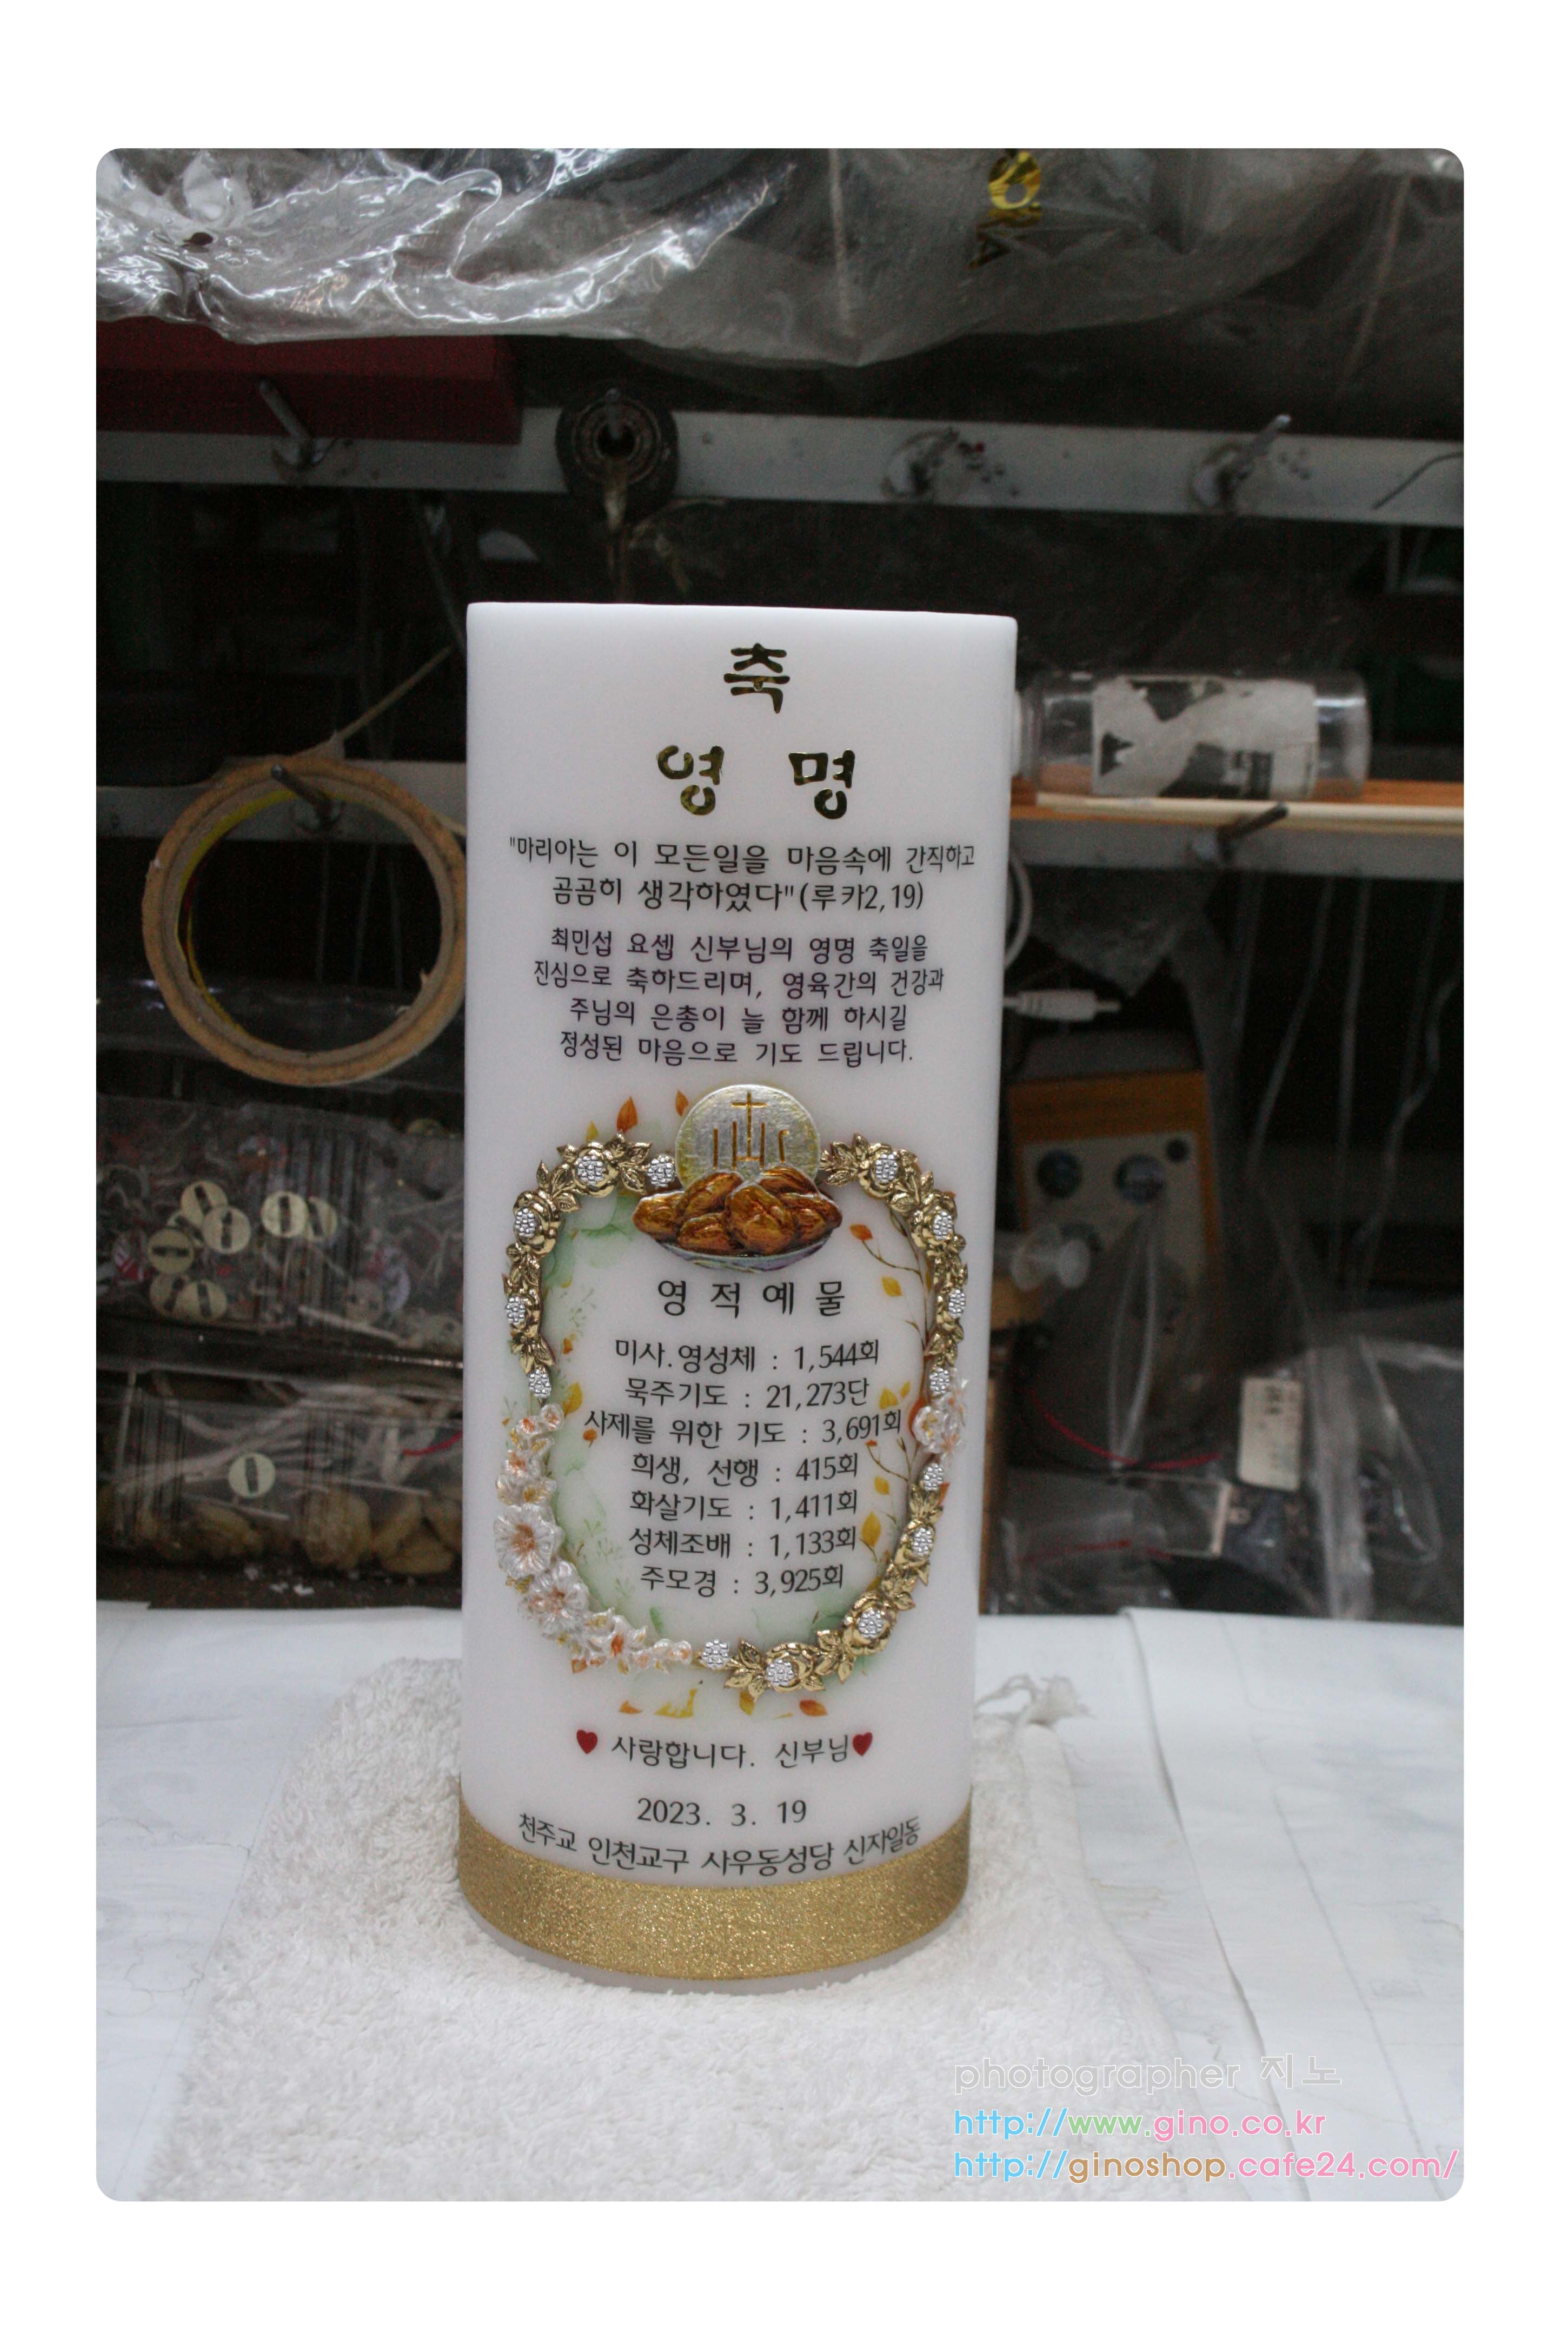 축
영 명
"마리아는 이 모든일을 마음속에 간직하고
곰곰히 생각하였다"(루카2,19)
최민섭 요셉 신부님의 영명 축일을
진심으로 축하드리며, 영육간의 건강과
주님의 은총이 늘 함께 하시길
정성된 마음으로 기도 드립니다.
영적예물
미사.영성체 : 1,544회
묵주기도 : 21,273단
사제를 위한 기도 : 3,691회
희생, 선행 : 415회
화살기도 : 1,411회
성체조배 : 1,133회
주모경 : 3,925회
♥ 사랑합니다. 신부님♥
2023. 3. 19
천주교 인천교구 사우동성당 신자일동
photographer 지노
http://www.gino.co.kr
http://ginoshop.cafe24.com/